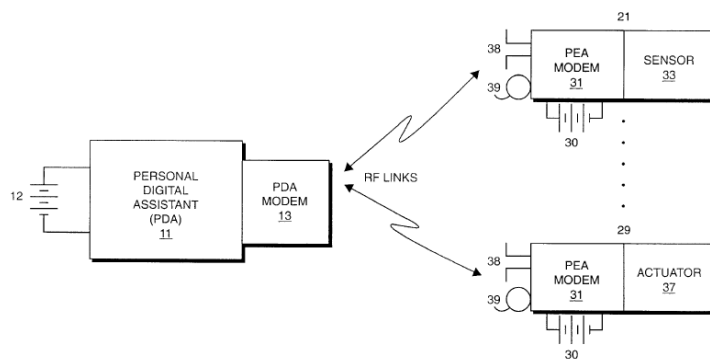 21
38
PEA
MODEM
31
SENSOR
33
39
30
12
PERSONAL
DIGITAL
ASSISTANT
(PDA)
11
PDA
MODEM
13
RF LINKS
29
38
PEA
MODEM
31
ACTUATOR
37
39
30